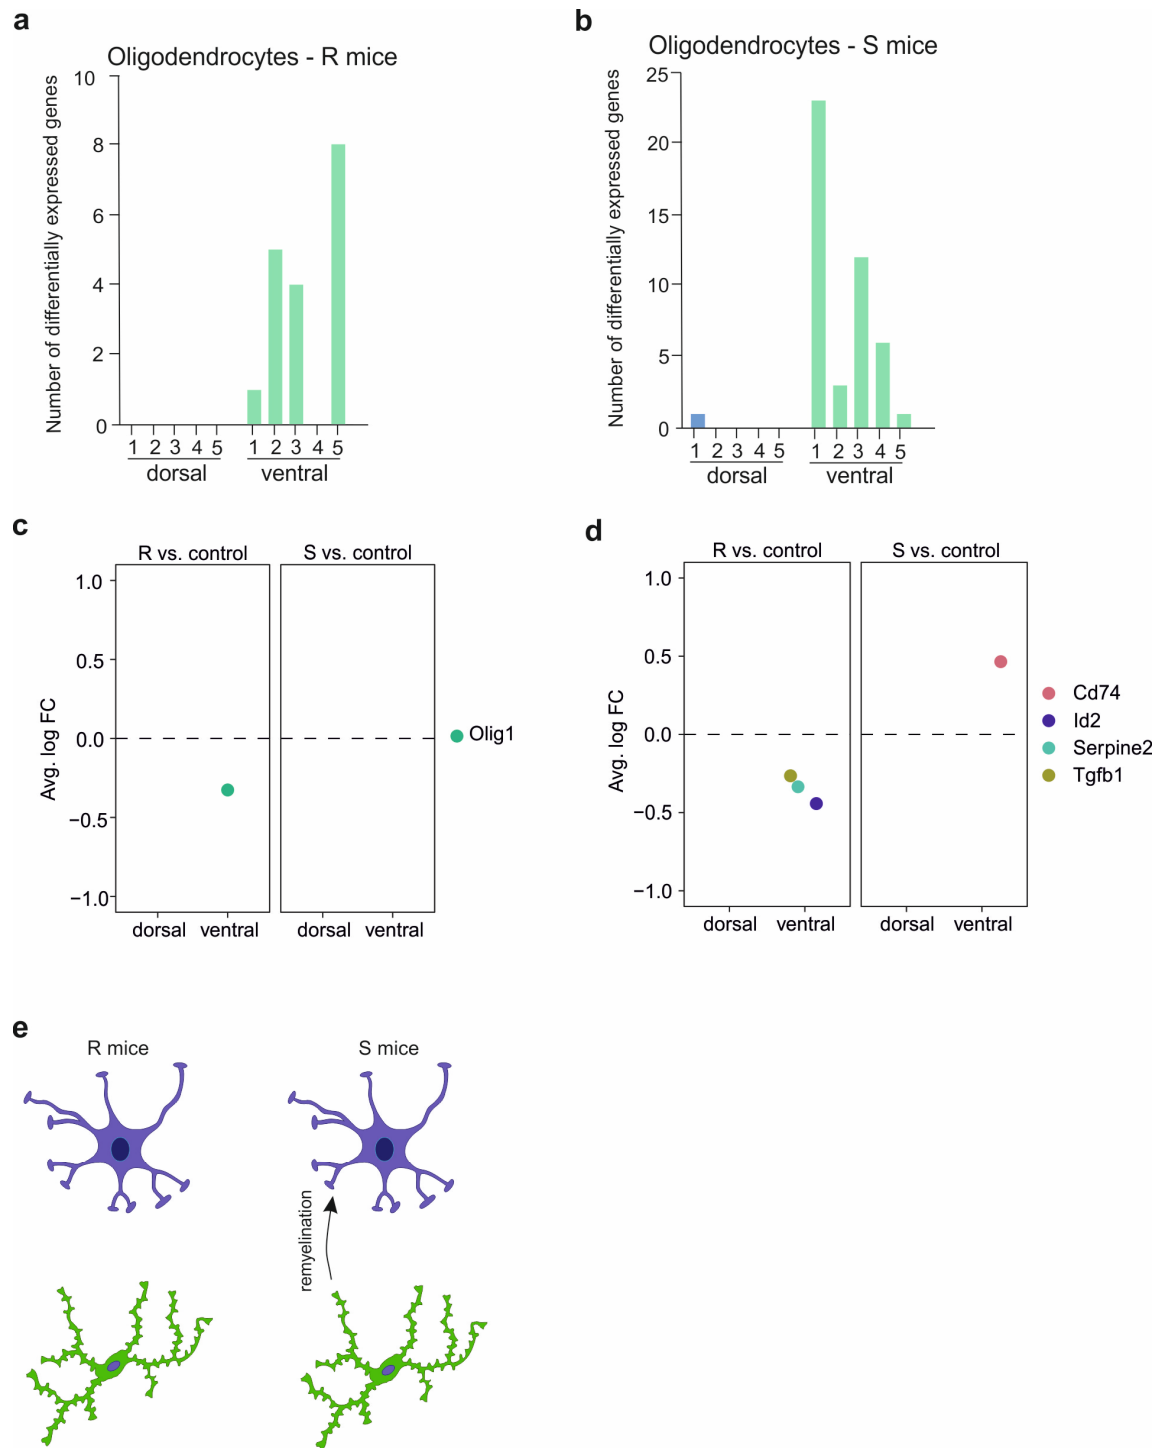 a
Oligodendrocytes - R mice
Number of differentially expressed genes
10
8
6
4
2
0
1 2 3 4 5 1 2 3 4 5
dorsal ventral
b
Oligodendrocytes - S mice
Number of differentially expressed genes
25
20
15
10
5
0
1 2 3 4 5 1 2 3 4 5
dorsal ventral
c
R vs. control S vs. control
Avg. log FC
1.0
0.5
0.0
−0.5
−1.0
dorsal ventral dorsal ventral
Olig1
d
R vs. control S vs. control
Avg. log FC
1.0
0.5
0.0
−0.5
−1.0
dorsal ventral dorsal ventral
Cd74
Id2
Serpine2
Tgfb1
e
R mice S mice
remyelination